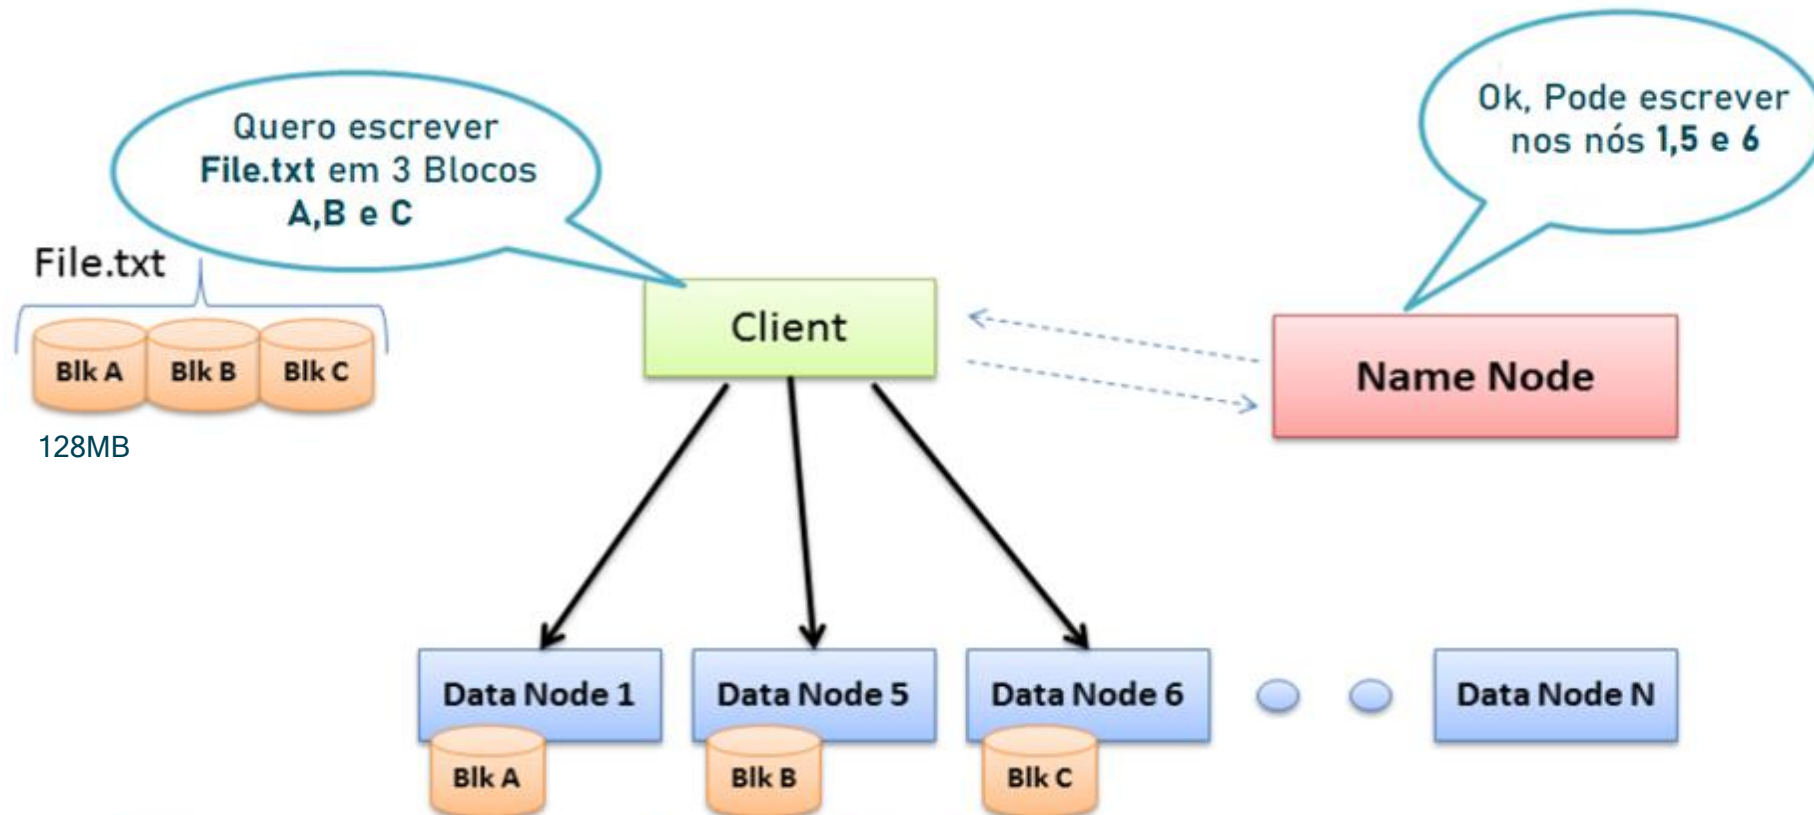 Quero escrever
File.txt em 3 Blocos
A,B e C
Ok, Pode escrever
nos nós 1,5 e 6
File.txt
Blk A
Blk B
Blk C
128MB
Client
Name Node
Data Node 1
Data Node 5
Data Node 6
Data Node N
Blk A
Blk B
Blk C